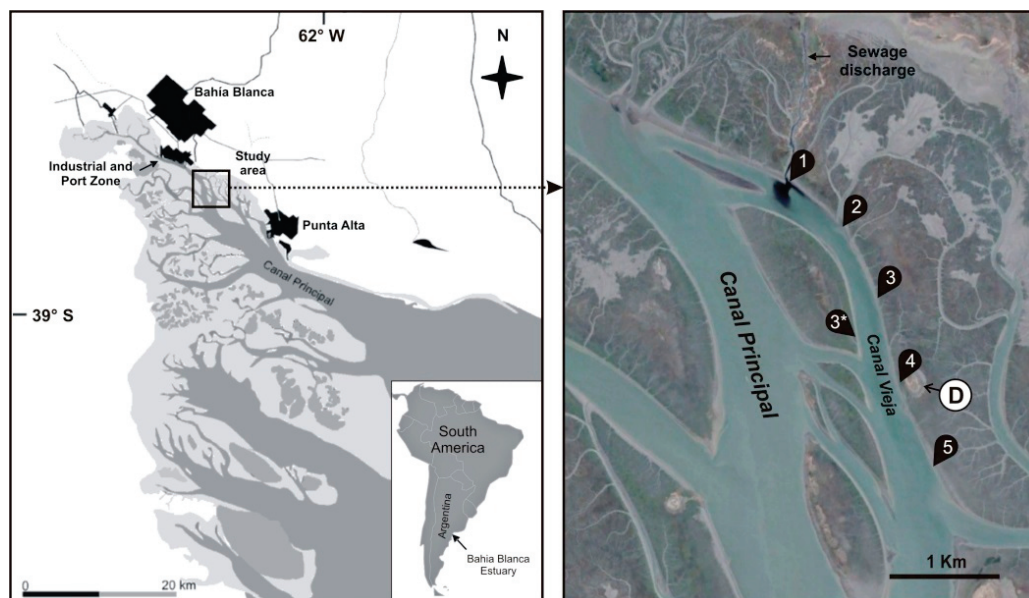 62° W
N
Bahía Blanca
Industrial and
Port Zone
Study
area
Punta Alta
Canal Principal
39° S
0
20 km
South
America
Argentina
Bahia Blanca
Estuary
Sewage
discharge
1
2
3
3*
4
D
5
Canal Principal
Canal Vieja
1 Km